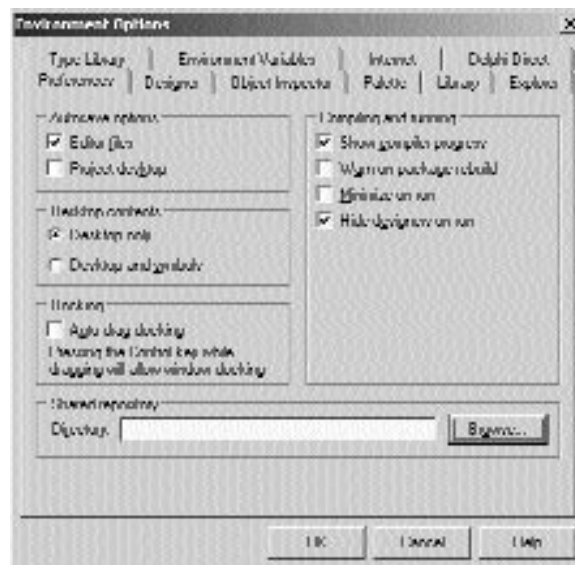 Environment Options
Type Library Environment Variables Internet Delphi Direct
Preferences Designer Object Inspector Palette Library Explorer
Autosave options
Editor files
Project desktop
Desktop contents
Desktop only
Desktop and symbols
Docking
Auto drag docking
Pressing the Control key while
dragging will allow window docking
Compiling and running
Show compiler progress
Warn on package rebuild
Minimize on run
Hide designers on run
Shared repository
Directory:
Browse...
OK Cancel Help